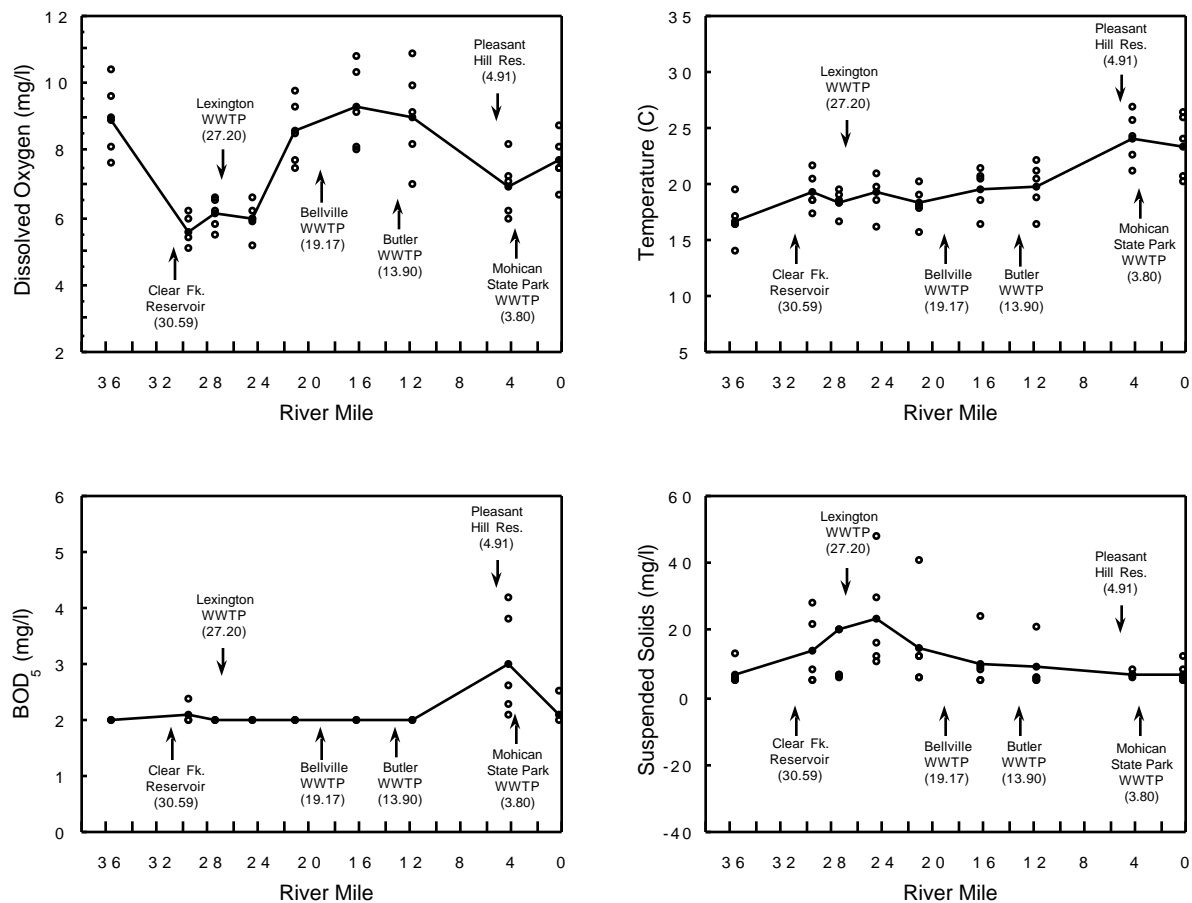 Dissolved Oxygen (mg/l)
12
10
8
6
4
2
Lexington
WWTP
(27.20)
Pleasant
Hill Res.
(4.91)
Clear Fk.
Reservoir
(30.59)
Bellville
WWTP
(19.17)
Butler
WWTP
(13.90)
Mohican
State Park
WWTP
(3.80)
36 32 28 24 20 16 12 8 4 0
River Mile
Temperature (C)
35
30
25
20
15
10
5
Lexington
WWTP
(27.20)
Pleasant
Hill Res.
(4.91)
Clear Fk.
Reservoir
(30.59)
Bellville
WWTP
(19.17)
Butler
WWTP
(13.90)
Mohican
State Park
WWTP
(3.80)
36 32 28 24 20 16 12 8 4 0
River Mile
BOD5 (mg/l)
6
5
4
3
2
1
0
Lexington
WWTP
(27.20)
Pleasant
Hill Res.
(4.91)
Clear Fk.
Reservoir
(30.59)
Bellville
WWTP
(19.17)
Butler
WWTP
(13.90)
Mohican
State Park
WWTP
(3.80)
36 32 28 24 20 16 12 8 4 0
River Mile
Suspended Solids (mg/l)
60
40
20
0
-20
-40
Lexington
WWTP
(27.20)
Pleasant
Hill Res.
(4.91)
Clear Fk.
Reservoir
(30.59)
Bellville
WWTP
(19.17)
Butler
WWTP
(13.90)
Mohican
State Park
WWTP
(3.80)
36 32 28 24 20 16 12 8 4 0
River Mile